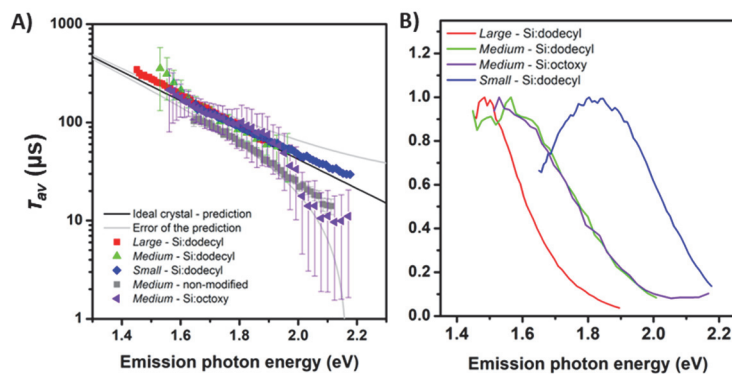 A)
1000
100
10
1
τav (μs)
Ideal crystal - prediction
Error of the prediction
Large - Si:dodecyl
Medium - Si:dodecyl
Small - Si:dodecyl
Medium - non-modified
Medium - Si:octoxy
1.4 1.6 1.8 2.0 2.2
Emission photon energy (eV)
B)
Large - Si:dodecyl
Medium - Si:dodecyl
Medium - Si:octoxy
Small - Si:dodecyl
1.0
0.8
0.6
0.4
0.2
0.0
1.4 1.6 1.8 2.0 2.2
Emission photon energy (eV)